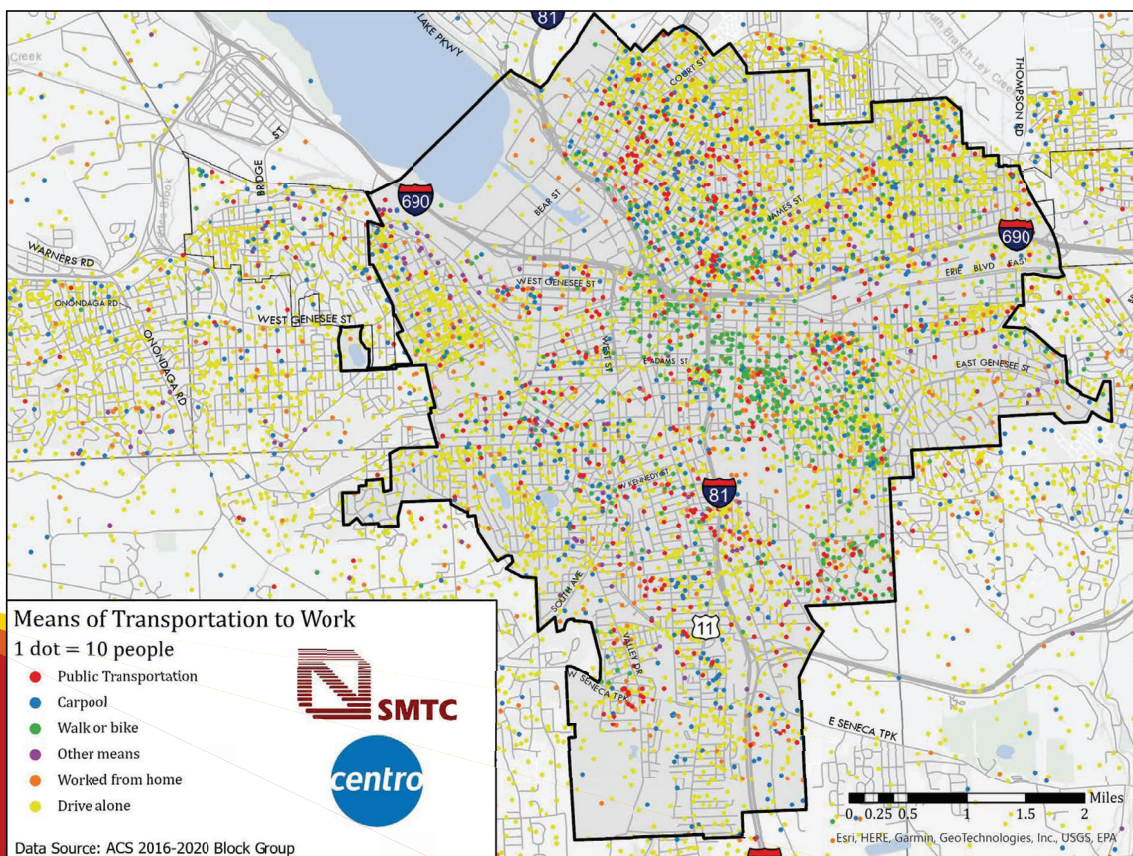 81
LAKE PKWY
Creek
South Branch Ley Creek
THOMPSON RD
COURT ST
BRIDGE ST
690
BEAR ST
JAMES ST
690
WARNERS RD
ERIE BLVD EAST
WEST GENESEE ST
ONONDAGA RD
WEST GENESEE ST
ONONDAGA RD
WEST ST
E ADAMS ST
EAST GENESEE ST
W KENNEDY ST
81
SOUTH AVE
11
VALLEY DR
W SENECA TPK
E SENECA TPK
Means of Transportation to Work
1 dot = 10 people
Public Transportation
Carpool
Walk or bike
Other means
Worked from home
Drive alone
SMTC
centro
Data Source: ACS 2016-2020 Block Group
Miles
0 0.25 0.5 1 1.5 2
Esri, HERE, Garmin, GeoTechnologies, Inc., USGS, EPA